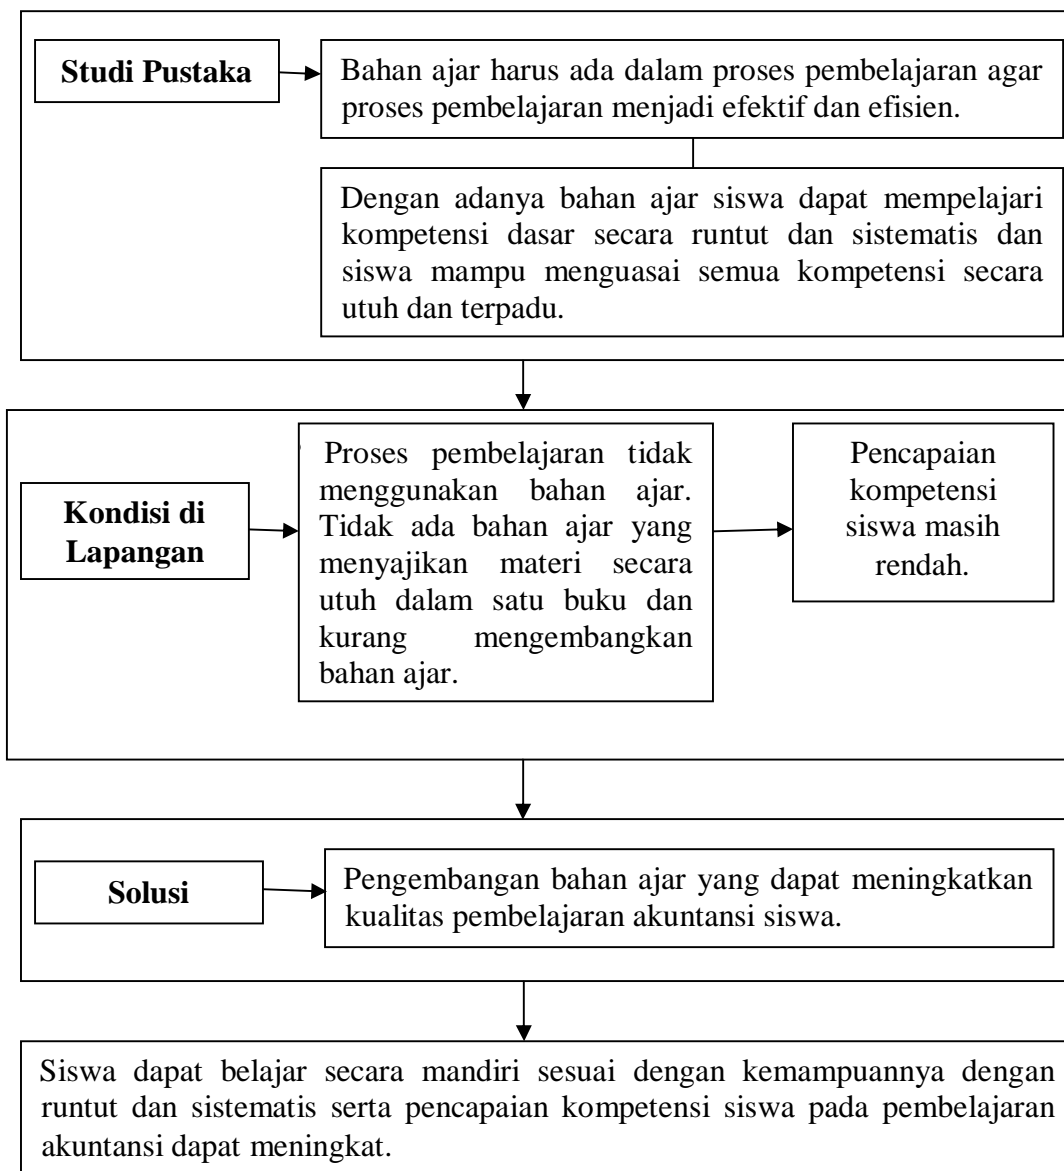 Studi Pustaka
Bahan ajar harus ada dalam proses pembelajaran agar
proses pembelajaran menjadi efektif dan efisien.
Dengan adanya bahan ajar siswa dapat mempelajari
kompetensi dasar secara runtut dan sistematis dan
siswa mampu menguasai semua kompetensi secara
utuh dan terpadu.
Kondisi di
Lapangan
Proses pembelajaran tidak
menggunakan bahan ajar.
Tidak ada bahan ajar yang
menyajikan materi secara
utuh dalam satu buku dan
kurang mengembangkan
bahan ajar.
Pencapaian
kompetensi
siswa masih
rendah.
Solusi
Pengembangan bahan ajar yang dapat meningkatkan
kualitas pembelajaran akuntansi siswa.
Siswa dapat belajar secara mandiri sesuai dengan kemampuannya dengan
runtut dan sistematis serta pencapaian kompetensi siswa pada pembelajaran
akuntansi dapat meningkat.